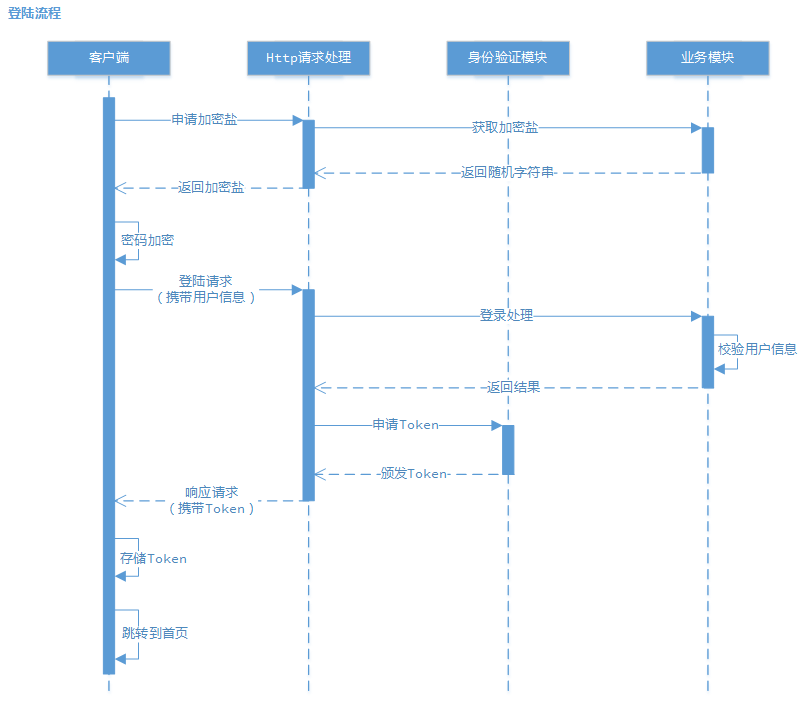 登陆流程
客户端
Http请求处理
身份验证模块
业务模块
申请加密盐
获取加密盐
返回随机字符串
返回加密盐
密码加密
登陆请求
（携带用户信息）
登录处理
校验用户信息
返回结果
申请Token
颁发Token
响应请求
（携带Token）
存储Token
跳转到首页